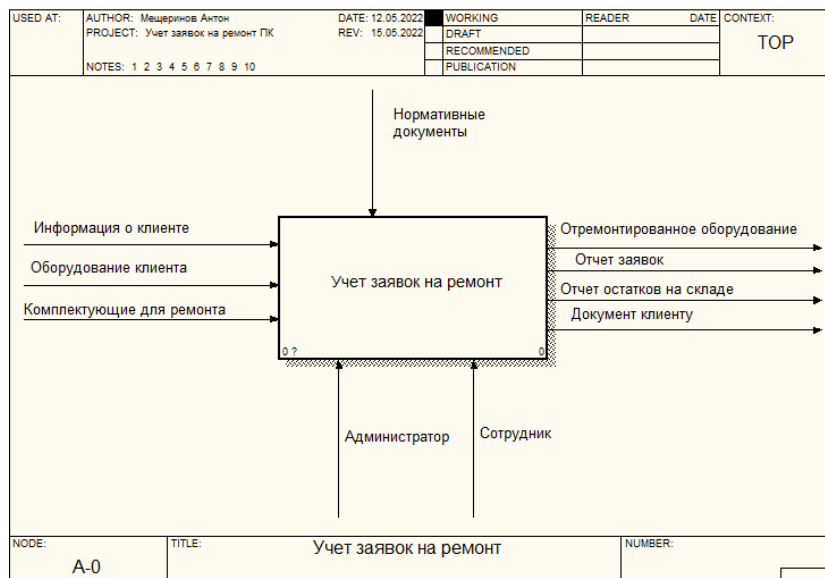 USED AT:
AUTHOR: Мещеринов Антон
DATE: 12.05.2022
WORKING
READER
DATE
CONTEXT:
PROJECT: Учет заявок на ремонт ПК
REV: 15.05.2022
DRAFT
TOP
RECOMMENDED
NOTES: 1 2 3 4 5 6 7 8 9 10
PUBLICATION
Нормативные
документы
Информация о клиенте
Оборудование клиента
Комплектующие для ремонта
Учет заявок на ремонт
0 ?
0
Отремонтированное оборудование
Отчет заявок
Отчет остатков на складе
Документ клиенту
Администратор
Сотрудник
NODE:
A-0
TITLE:
Учет заявок на ремонт
NUMBER: